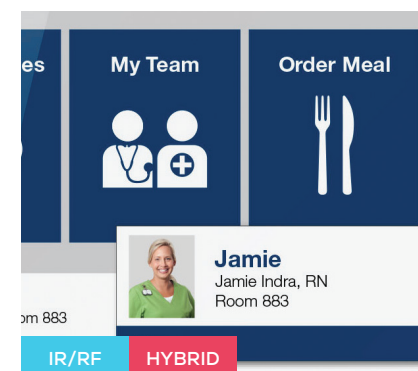 es
My Team
Order Meal
Jamie
Jamie Indra, RN
Room 883
om 883
IR/RF
HYBRID